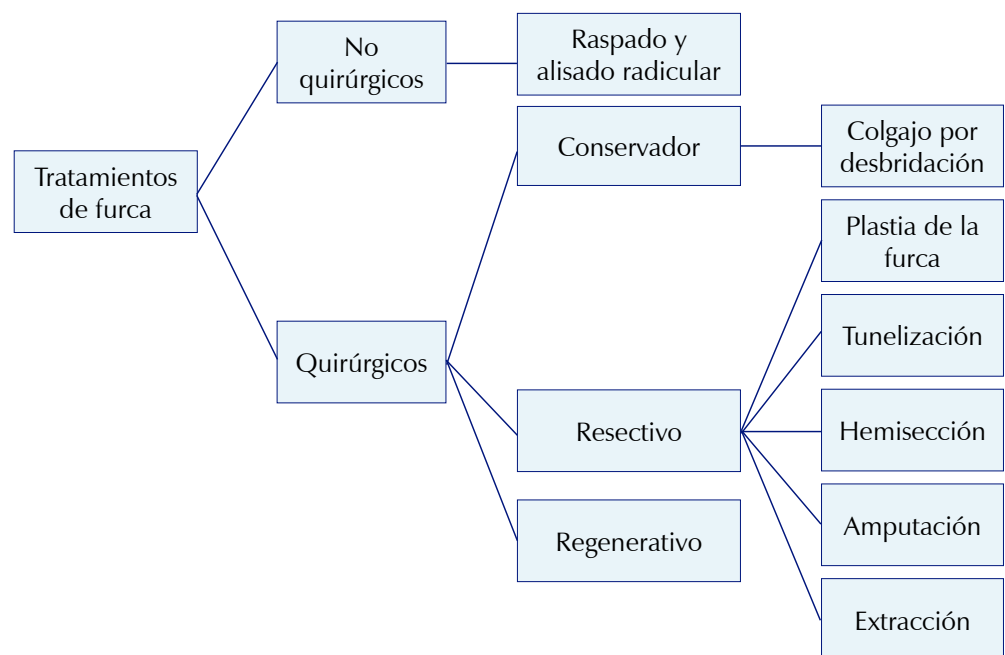 No
quirúrgicos
Raspado y
alisado radicular
Conservador
Colgajo por
desbridación
Tratamientos
de furca
Plastia de la
furca
Tunelización
Quirúrgicos
Resectivo
Hemisección
Regenerativo
Amputación
Extracción